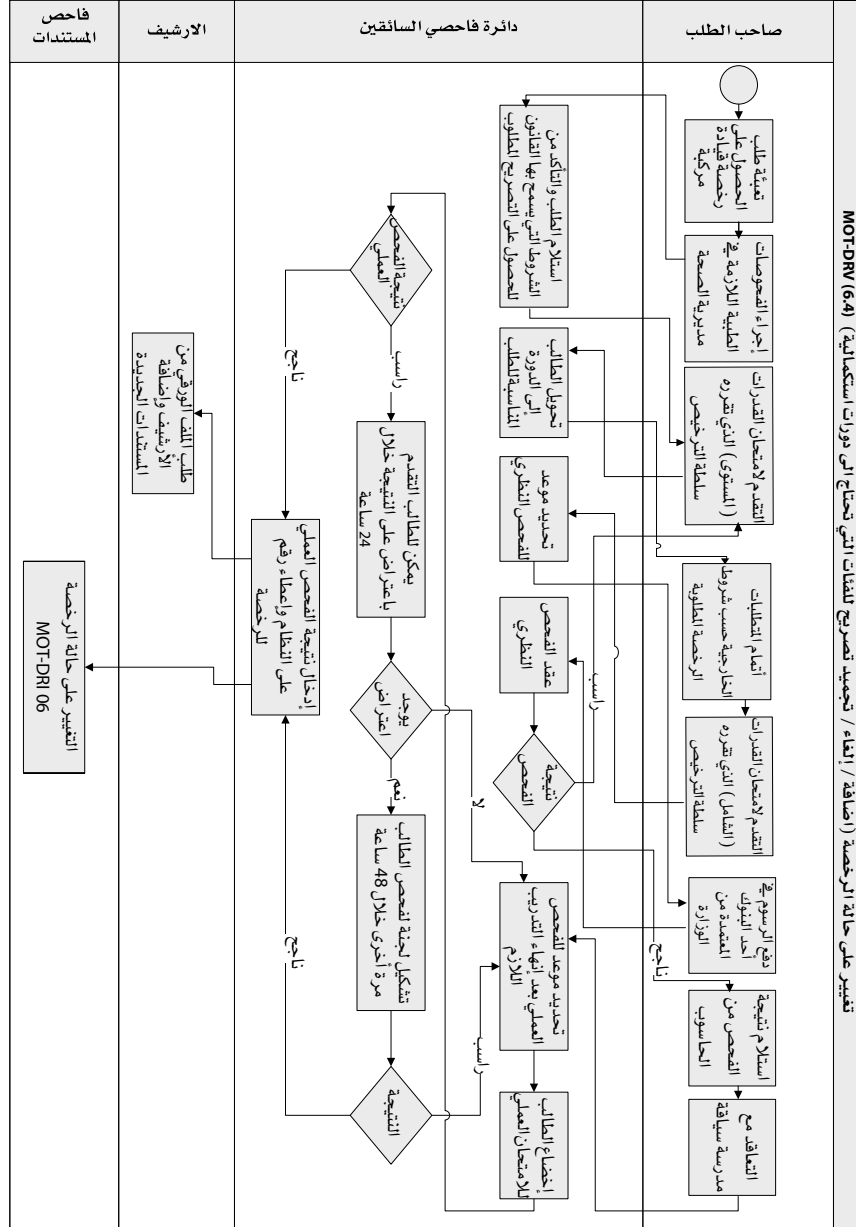 MOT-DRV (6.4) تغيير على حالة الرخصة (اضافة / إلغاء / تجميد تصريح للفئات التي تحتاج الى دورات استكمالية)
صاحب الطلب
دائرة فاحصي السائقين
الارشيف
فاحص
المستندات
تعبئة طلب
الحصول على
رخصة قيادة
مركبة
إجراء الفحوصات
الطبية اللازمة في
مديرية الصحة
التقدم لامتحان القدرات
(المستوى) الذي تقرره
سلطة الترخيص
أتمام المتطلبات
الخارجية حسب شروط
الرخصة المطلوبة
التقدم لامتحان القدرات
(الشامل) الذي تقرره
سلطة الترخيص
دفع الرسوم في
أحد البنوك
المعتمدة من
الوزارة
استلام نتيجة
الفحص من
الحاسوب
التعاقد مع
مدرسة سياقة
استلام الطلب والتأكد من
الشروط التي يسمح بها القانون
للحصول على التصريح المطلوب
تحويل الطالب
إلى الدورة
المناسبة للطلب
تحديد موعد
للفحص النظري
عقد الفحص
النظري
راسب
نتيجة
الفحص
ناجح
تحديد موعد للفحص
العملي بعد إنهاء التدريب
اللازم
إخضاع الطالب
للامتحان العملي
نتيجة الفحص
العملي
راسب
ناجح
يمكن للطالب التقدم
باعتراض على النتيجة خلال
24 ساعة
يوجد
اعتراض
لا
نعم
تشكيل لجنة لفحص الطالب
مرة أخرى خلال 48 ساعة
النتيجة
راسب
ناجح
إدخال نتيجة الفحص العملي
على النظام وإعطاء رقم
للرخصة
طلب الملف الورقي من
الأرشيف وإضافة
المستندات الجديدة
التغيير على حالة الرخصة
MOT-DRI 06